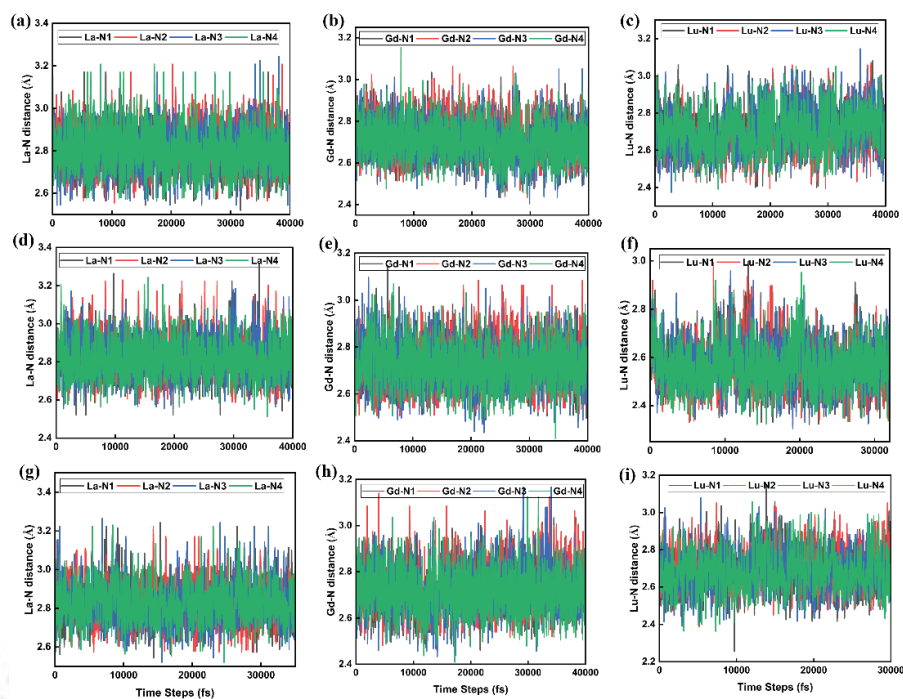 (a)
La-N1 La-N2 La-N3 La-N4
La-N distance (Å)
3.4
3.2
3.0
2.8
2.6
0 10000 20000 30000 40000
(b)
Gd-N1 Gd-N2 Gd-N3 Gd-N4
Gd-N distance (Å)
3.2
3.0
2.8
2.6
2.4
0 10000 20000 30000 40000
(c)
Lu-N1 Lu-N2 Lu-N3 Lu-N4
Lu-N distance (Å)
3.2
3.0
2.8
2.6
2.4
2.2
0 10000 20000 30000 40000
(d)
La-N1 La-N2 La-N3 La-N4
La-N distance (Å)
3.4
3.2
3.0
2.8
2.6
2.4
0 10000 20000 30000 40000
(e)
Gd-N1 Gd-N2 Gd-N3 Gd-N4
Gd-N distance (Å)
3.2
3.0
2.8
2.6
2.4
0 10000 20000 30000 40000
(f)
Lu-N1 Lu-N2 Lu-N3 Lu-N4
Lu-N distance (Å)
3.0
2.8
2.6
2.4
0 10000 20000 30000
(g)
La-N1 La-N2 La-N3 La-N4
La-N distance (Å)
3.4
3.2
3.0
2.8
2.6
0 10000 20000 30000
Time Steps (fs)
(h)
Gd-N1 Gd-N2 Gd-N3 Gd-N4
Gd-N distance (Å)
3.2
3.0
2.8
2.6
2.4
0 10000 20000 30000 40000
Time Steps (fs)
(i)
Lu-N1 Lu-N2 Lu-N3 Lu-N4
Lu-N distance (Å)
3.2
3.0
2.8
2.6
2.4
2.2
0 10000 20000 30000
Time Steps (fs)